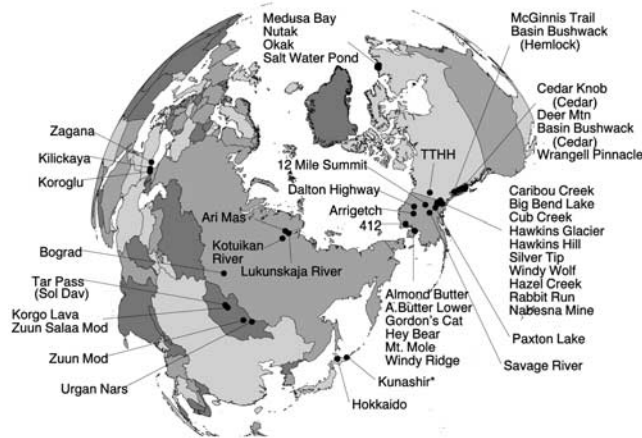 Medusa Bay
Nutak
Okak
Salt Water Pond
McGinnis Trail
Basin Bushwack
(Hemlock)
Cedar Knob
(Cedar)
Deer Mtn
Basin Bushwack
(Cedar)
Wrangell Pinnacle
Zagana
Kilickaya
Koroglu
12 Mile Summit
TTHH
Dalton Highway
Arrigetch
412
Caribou Creek
Big Bend Lake
Cub Creek
Hawkins Glacier
Hawkins Hill
Silver Tip
Windy Wolf
Hazel Creek
Rabbit Run
Nabesna Mine
Ari Mas
Kotuikan
River
Lukunskaja River
Bograd
Tar Pass
(Sol Dav)
Korgo Lava
Zuun Salaa Mod
Zuun Mod
Urgan Nars
Almond Butter
A.Butter Lower
Gordon's Cat
Hey Bear
Mt. Mole
Windy Ridge
Paxton Lake
Savage River
Kunashir*
Hokkaido